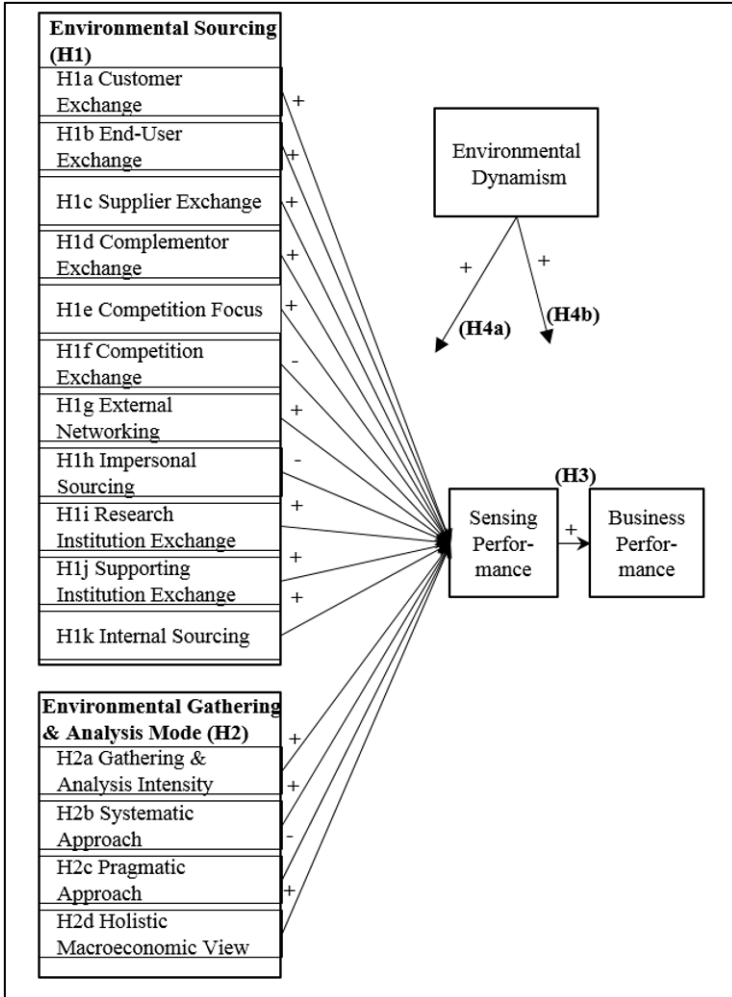 Environmental Sourcing
(H1)
H1a Customer
Exchange
+
H1b End-User
Exchange
+
H1c Supplier Exchange
+
H1d Complementor
Exchange
+
H1e Competition Focus
+
H1f Competition
Exchange
-
H1g External
Networking
+
H1h Impersonal
Sourcing
-
H1i Research
Institution Exchange
+
H1j Supporting
Institution Exchange
+
+
H1k Internal Sourcing
Environmental Gathering
& Analysis Mode (H2)
+
H2a Gathering &
Analysis Intensity
+
H2b Systematic
Approach
-
H2c Pragmatic
Approach
+
H2d Holistic
Macroeconomic View
Environmental
Dynamism
+
+
(H4a)
(H4b)
Sensing
Perfor-
mance
(H3)
+
Business
Perfor-
mance